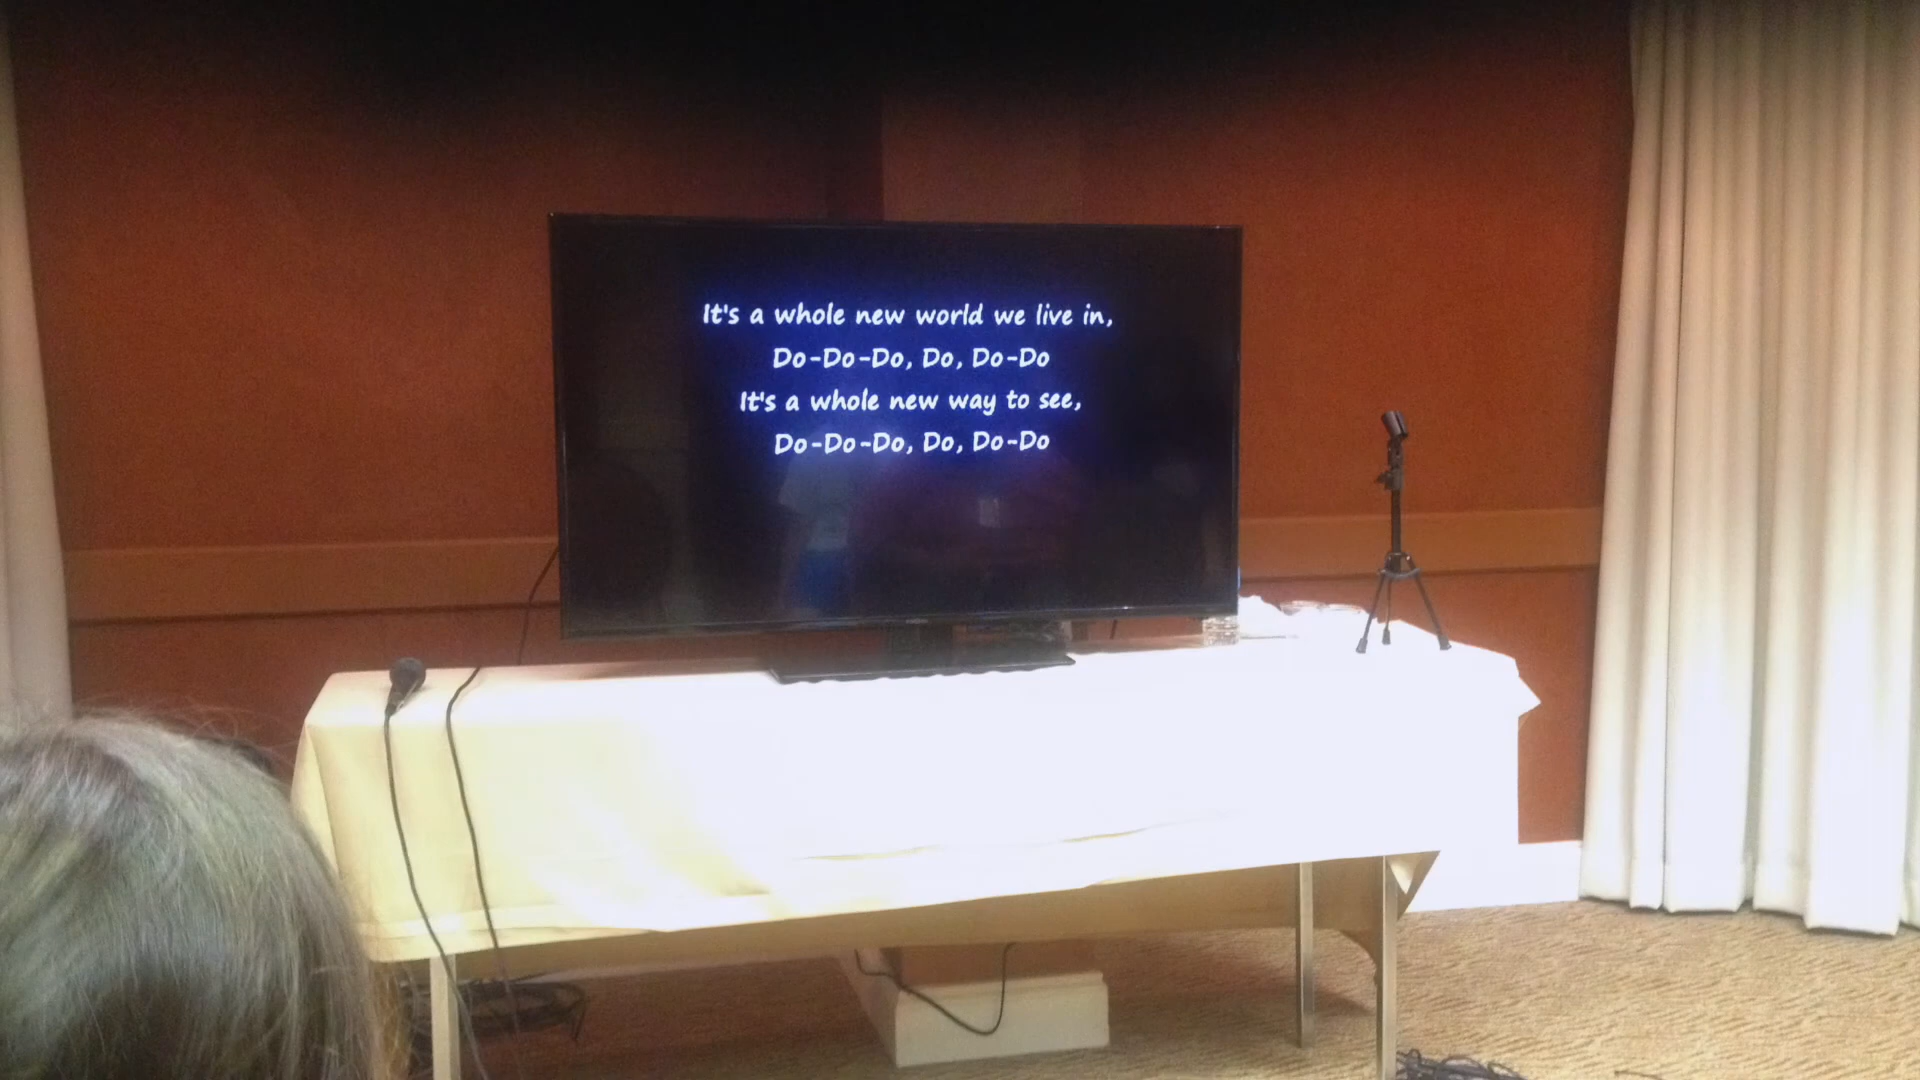 It's a whole new world we live in,
Do-Do-Do, Do, Do-Do
It's a whole new way to see,
Do-Do-Do, Do, Do-Do